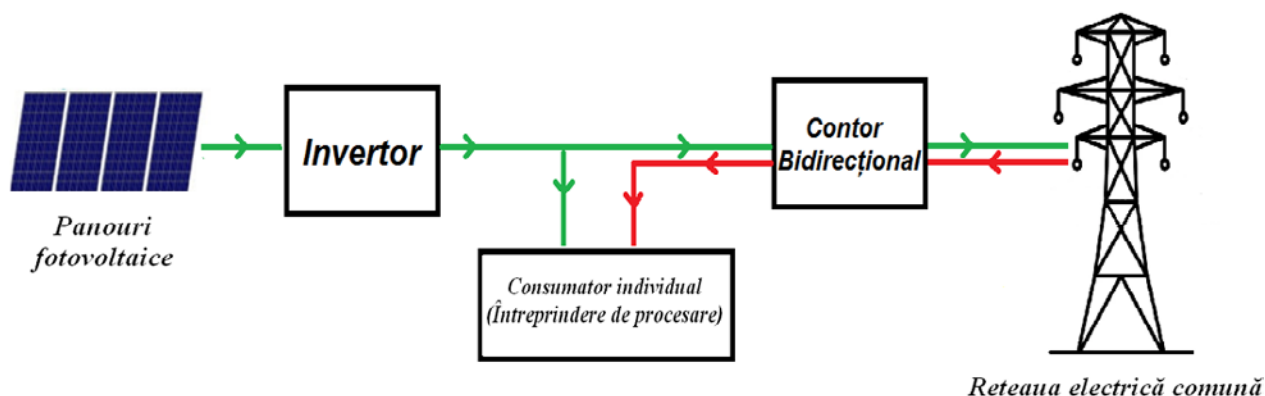 Panouri
fotovoltaice
Invertor
Contor
Bidirecțional
Consumator individual
(Întreprindere de procesare)
Reteaua electrică comună